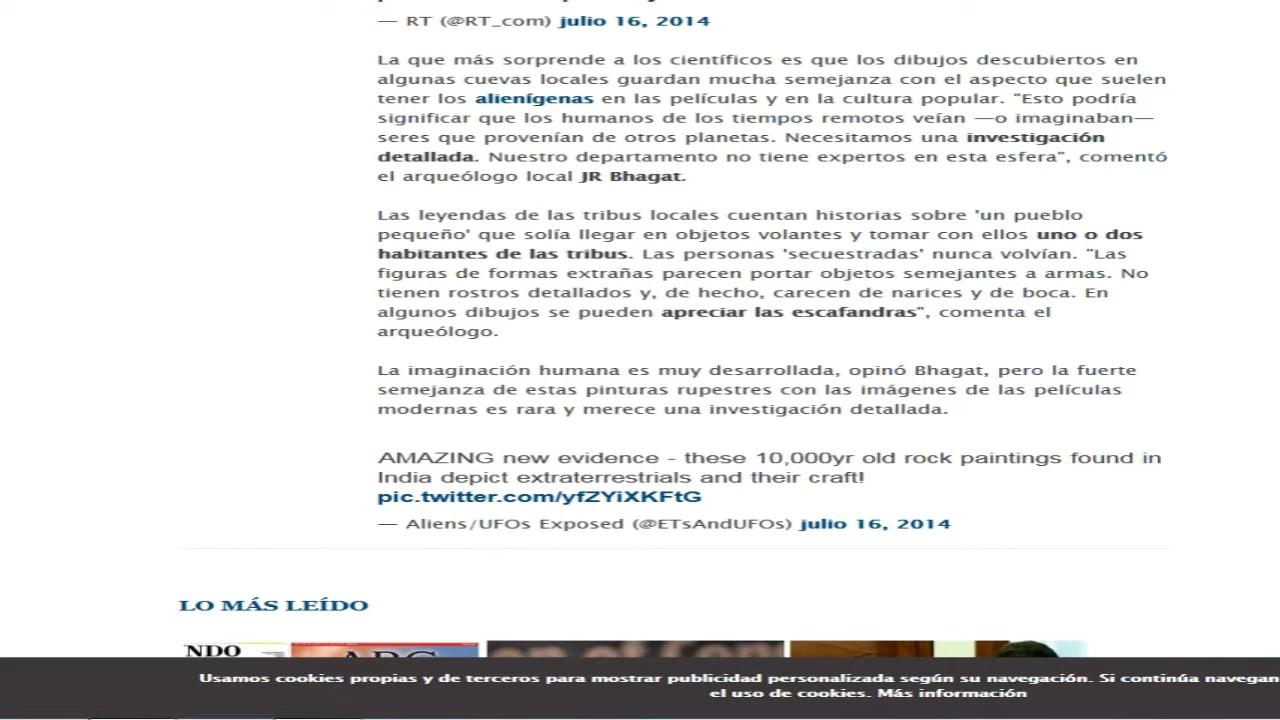 — RT (@RT_com) julio 16, 2014
La que más sorprende a los científicos es que los dibujos descubiertos en
algunas cuevas locales guardan mucha semejanza con el aspecto que suelen
tener los alienígenas en las películas y en la cultura popular. "Esto podría
significar que los humanos de los tiempos remotos veían —o imaginaban—
seres que provenían de otros planetas. Necesitamos una investigación
detallada. Nuestro departamento no tiene expertos en esta esfera", comentó
el arqueólogo local JR Bhagat.
Las leyendas de las tribus locales cuentan historias sobre 'un pueblo
pequeño' que solía llegar en objetos volantes y tomar con ellos uno o dos
habitantes de las tribus. Las personas 'secuestradas' nunca volvían. "Las
figuras de formas extrañas parecen portar objetos semejantes a armas. No
tienen rostros detallados y, de hecho, carecen de narices y de boca. En
algunos dibujos se pueden apreciar las escafandras", comenta el
arqueólogo.
La imaginación humana es muy desarrollada, opinó Bhagat, pero la fuerte
semejanza de estas pinturas rupestres con las imágenes de las películas
modernas es rara y merece una investigación detallada.
AMAZING new evidence - these 10,000yr old rock paintings found in
India depict extraterrestrials and their craft!
pic.twitter.com/yfZYiXKFtG
— Aliens/UFOs Exposed (@ETsAndUFOs) julio 16, 2014
LO MÁS LEÍDO
NDO
Usamos cookies propias y de terceros para mostrar publicidad personalizada según su navegación. Si continúa navegan
el uso de cookies. Más información